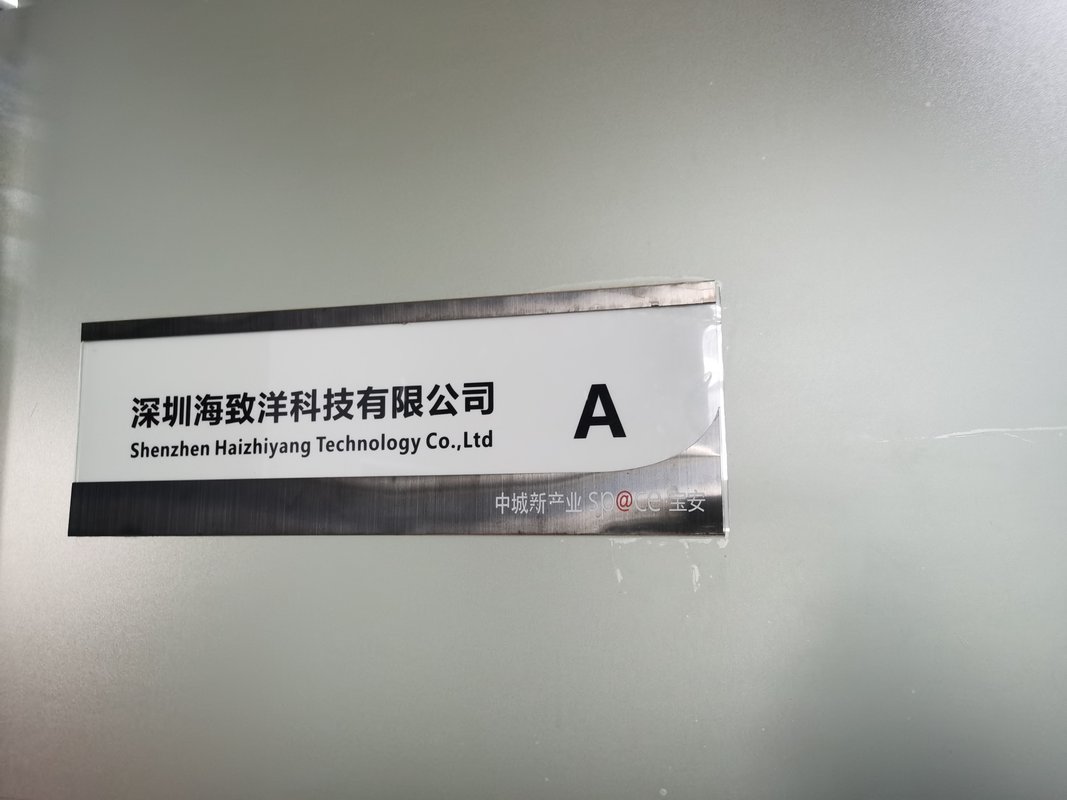 深圳海致洋科技有限公司
Shenzhen Haizhiyang Technology Co.,Ltd
A
中城新产业 sp@ce 宝安